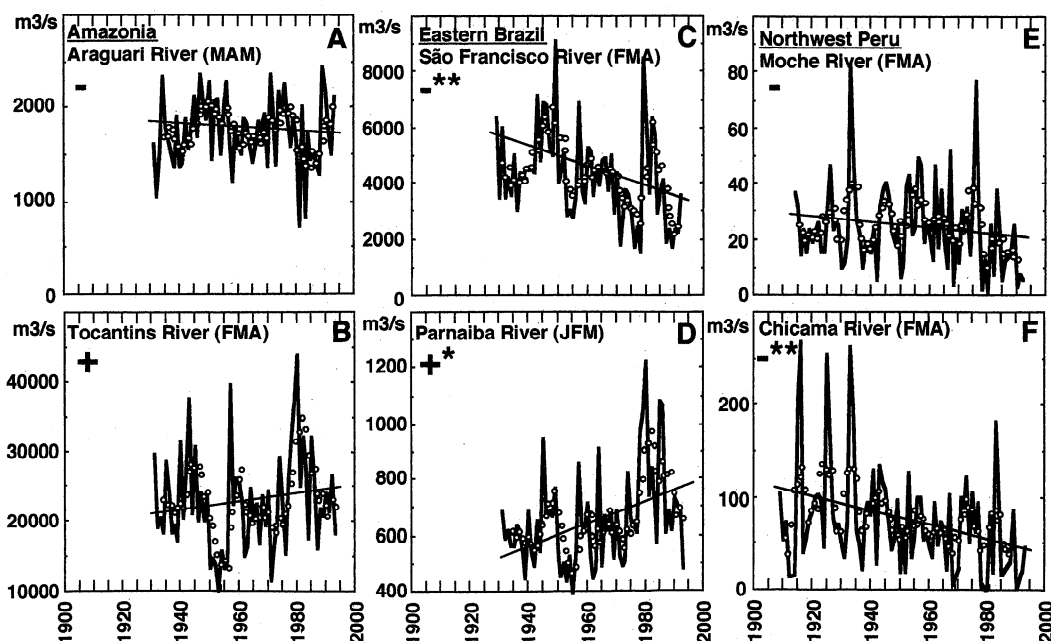 m3/s
Amazonia
A
Araguari River (MAM)
-
2000
1000
0
m3/s
Eastern Brazil
C
São Francisco River (FMA)
-**
8000
6000
4000
2000
0
m3/s
Northwest Peru
E
Moche River (FMA)
-
80
60
40
20
0
m3/s
Tocantins River (FMA)
B
+
40000
30000
20000
10000
1900
1920
1940
1960
1980
2000
m3/s
Parnaiba River (JFM)
D
+*
1200
1000
800
600
400
1900
1920
1940
1960
1980
2000
m3/s
Chicama River (FMA)
F
-**
200
100
0
1900
1920
1940
1960
1980
2000